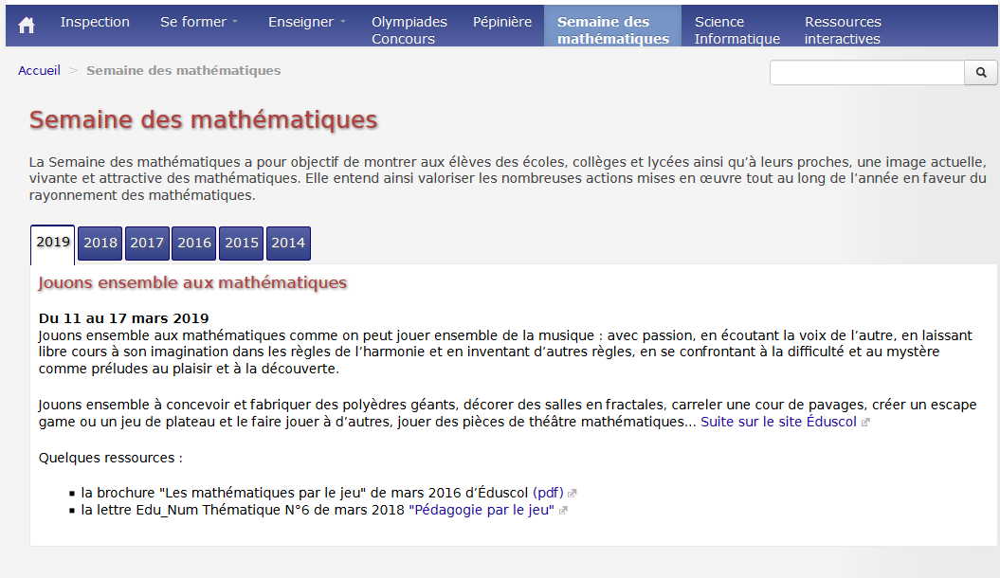 Inspection Se former Enseigner Olympiades Concours Pépinière Semaine des mathématiques Science Informatique Ressources interactives
Accueil > Semaine des mathématiques
Semaine des mathématiques
La Semaine des mathématiques a pour objectif de montrer aux élèves des écoles, collèges et lycées ainsi qu’à leurs proches, une image actuelle,
vivante et attractive des mathématiques. Elle entend ainsi valoriser les nombreuses actions mises en œuvre tout au long de l’année en faveur du
rayonnement des mathématiques.
2019 2018 2017 2016 2015 2014
Jouons ensemble aux mathématiques
Du 11 au 17 mars 2019
Jouons ensemble aux mathématiques comme on peut jouer ensemble de la musique : avec passion, en écoutant la voix de l’autre, en laissant
libre cours à son imagination dans les règles de l’harmonie et en inventant d’autres règles, en se confrontant à la difficulté et au mystère
comme préludes au plaisir et à la découverte.
Jouons ensemble à concevoir et fabriquer des polyèdres géants, décorer des salles en fractales, carreler une cour de pavages, créer un escape
game ou un jeu de plateau et le faire jouer à d’autres, jouer des pièces de théâtre mathématiques... Suite sur le site Éduscol
Quelques ressources :
la brochure "Les mathématiques par le jeu" de mars 2016 d’Éduscol (pdf)
la lettre Edu_Num Thématique N°6 de mars 2018 "Pédagogie par le jeu"